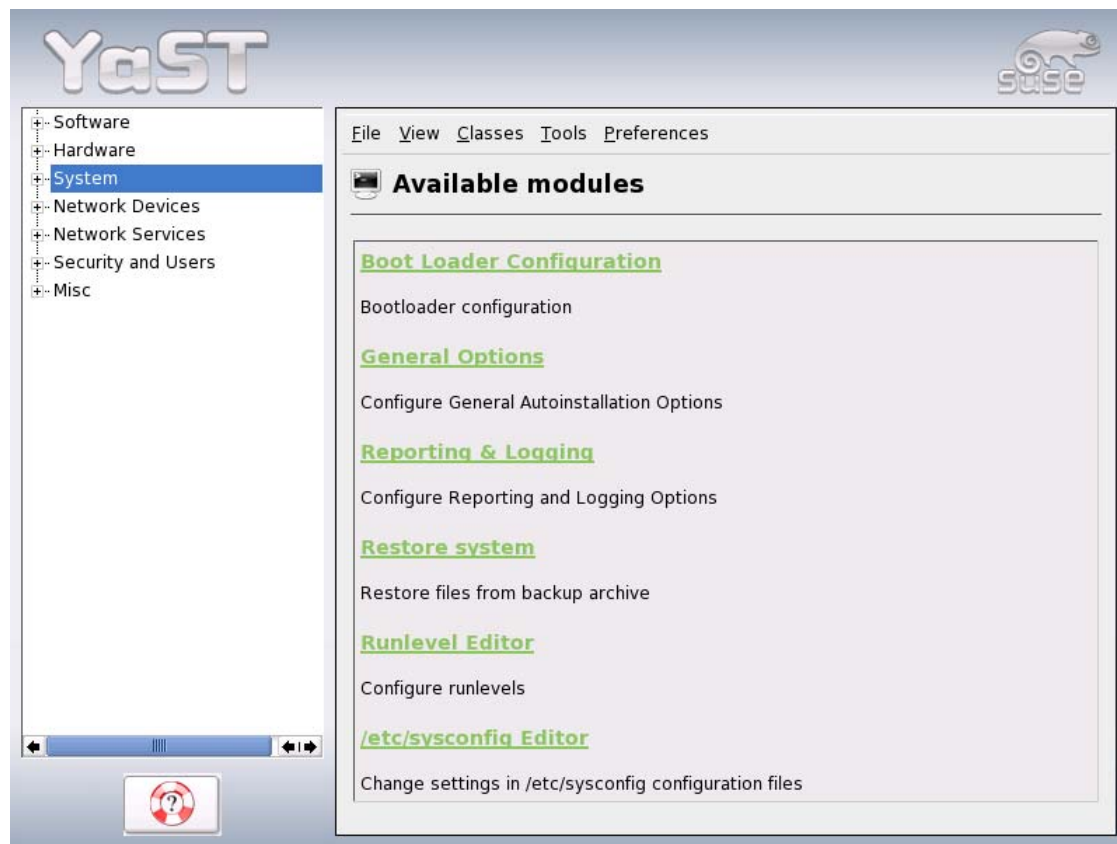 YaST
suse
Software
Hardware
System
Network Devices
Network Services
Security and Users
Misc
File View Classes Tools Preferences
Available modules
Boot Loader Configuration
Bootloader configuration
General Options
Configure General Autoinstallation Options
Reporting & Logging
Configure Reporting and Logging Options
Restore system
Restore files from backup archive
Runlevel Editor
Configure runlevels
/etc/sysconfig Editor
Change settings in /etc/sysconfig configuration files
?